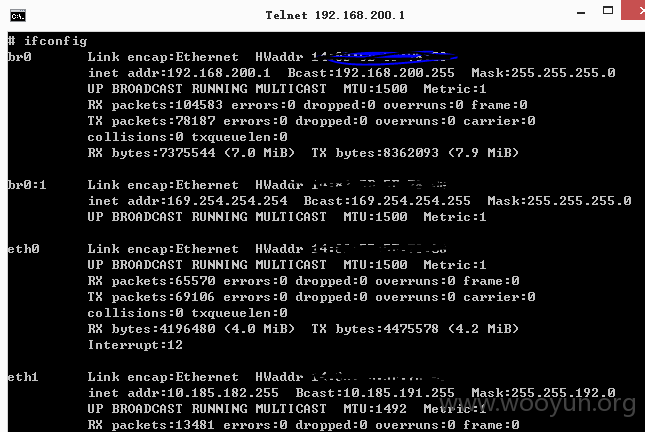 Telnet 192.168.200.1
# ifconfig
br0 Link encap:Ethernet HWaddr
inet addr:192.168.200.1 Bcast:192.168.200.255 Mask:255.255.255.0
UP BROADCAST RUNNING MULTICAST MTU:1500 Metric:1
RX packets:104583 errors:0 dropped:0 overruns:0 frame:0
TX packets:78187 errors:0 dropped:0 overruns:0 carrier:0
collisions:0 txqueuelen:0
RX bytes:7375544 (7.0 MiB) TX bytes:8362093 (7.9 MiB)
br0:1 Link encap:Ethernet HWaddr
inet addr:169.254.254.254 Bcast:169.254.254.255 Mask:255.255.255.0
UP BROADCAST RUNNING MULTICAST MTU:1500 Metric:1
eth0 Link encap:Ethernet HWaddr
UP BROADCAST RUNNING MULTICAST MTU:1500 Metric:1
RX packets:65570 errors:0 dropped:0 overruns:0 frame:0
TX packets:69106 errors:0 dropped:0 overruns:0 carrier:0
collisions:0 txqueuelen:0
RX bytes:4196480 (4.0 MiB) TX bytes:4475578 (4.2 MiB)
Interrupt:12
eth1 Link encap:Ethernet HWaddr
inet addr:10.185.182.255 Bcast:10.185.191.255 Mask:255.255.192.0
UP BROADCAST RUNNING MULTICAST MTU:1492 Metric:1
RX packets:13481 errors:0 dropped:0 overruns:0 frame:0
www.wooyun.org